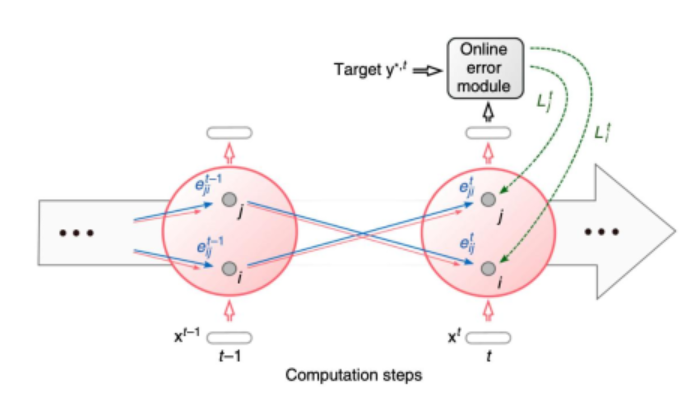 Online
error
module
Target y*,t
L_j^t
L_i^t
e_{ji}^{t-1}
e_{ji}^t
j
j
e_{ij}^{t-1}
e_{ij}^t
i
i
x^{t-1}
x^t
t-1
t
Computation steps